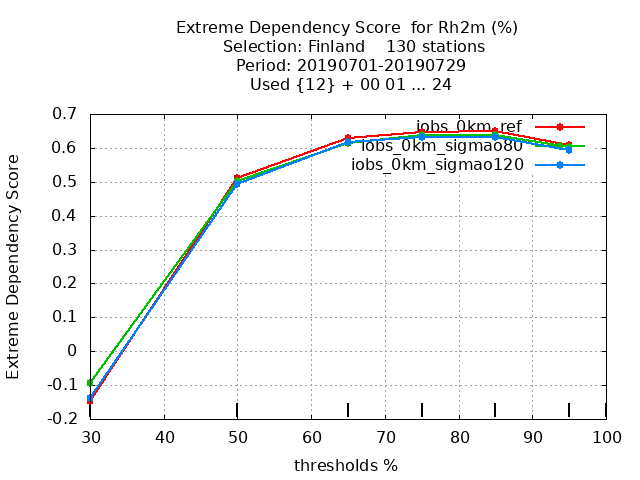 Extreme Dependency Score for Rh2m (%)
Selection: Finland 130 stations
Period: 20190701-20190729
Used {12} + 00 01 ... 24
Extreme Dependency Score
0.7
0.6
0.5
0.4
0.3
0.2
0.1
0
-0.1
-0.2
iobs_0km_ref
iobs_0km_sigmao80
iobs_0km_sigmao120
30 40 50 60 70 80 90 100
thresholds %